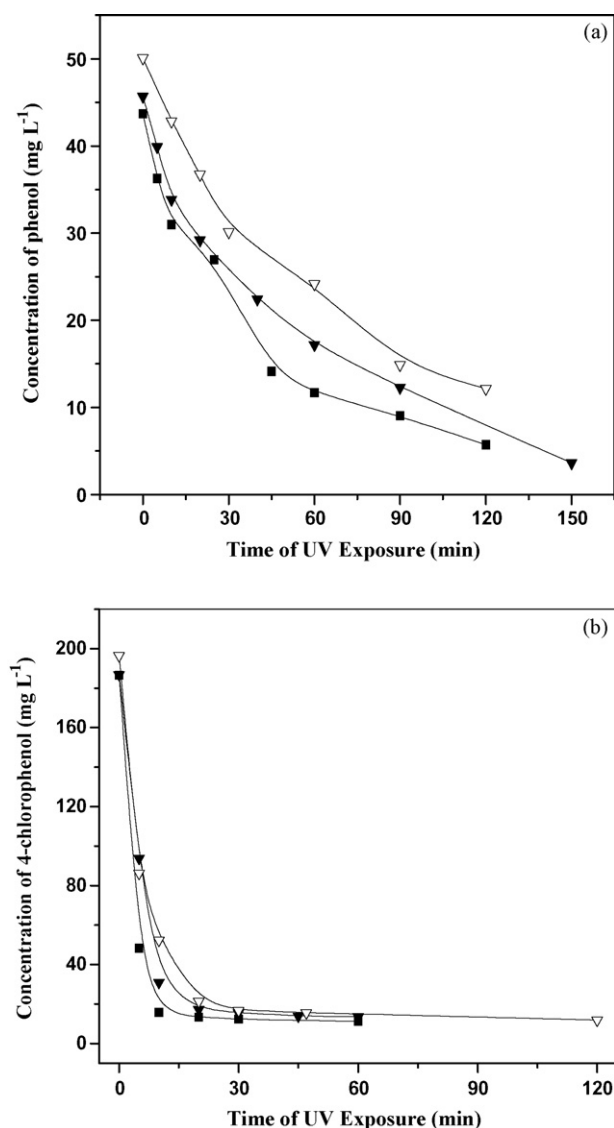 (a)
50
40
30
20
10
0
Concentration of phenol (mg L⁻¹)
0 30 60 90 120 150
Time of UV Exposure (min)
(b)
200
160
120
80
40
0
Concentration of 4-chlorophenol (mg L⁻¹)
0 30 60 90 120
Time of UV Exposure (min)